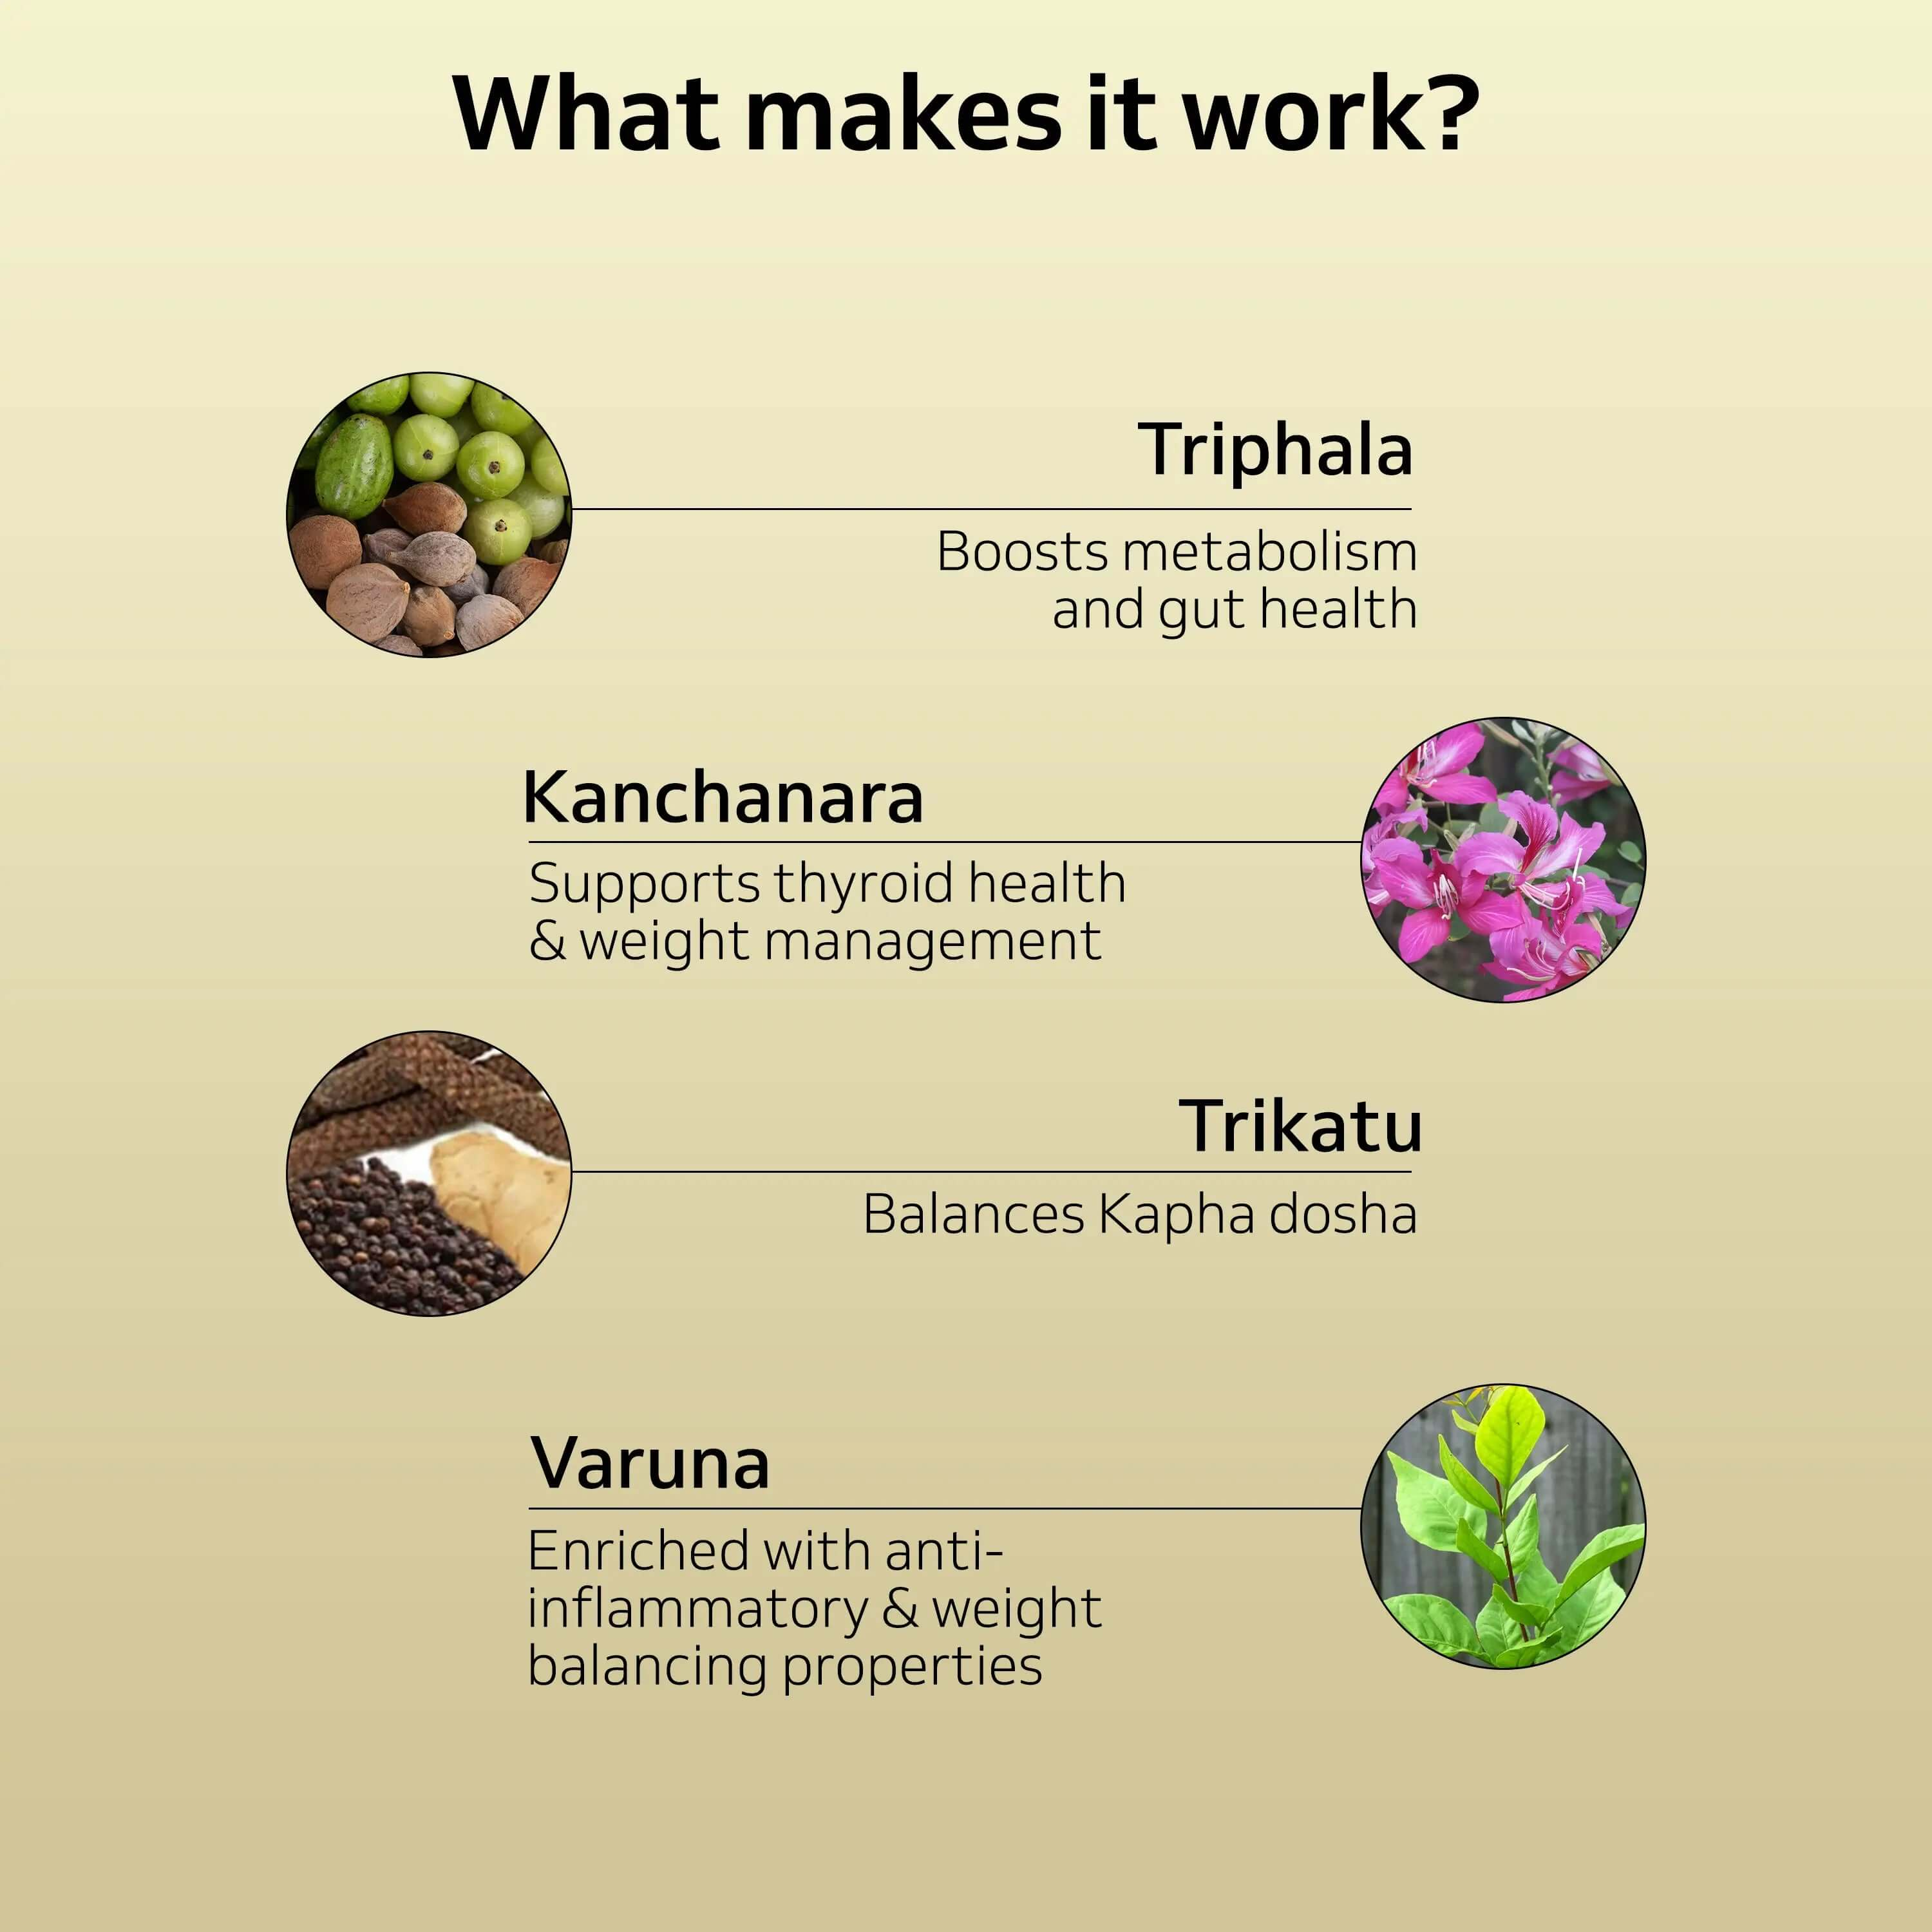 What makes it work?
Triphala
Boosts metabolism
and gut health
Kanchanara
Supports thyroid health
& weight management
Trikatu
Balances Kapha dosha
Varuna
Enriched with anti-
inflammatory & weight
balancing properties